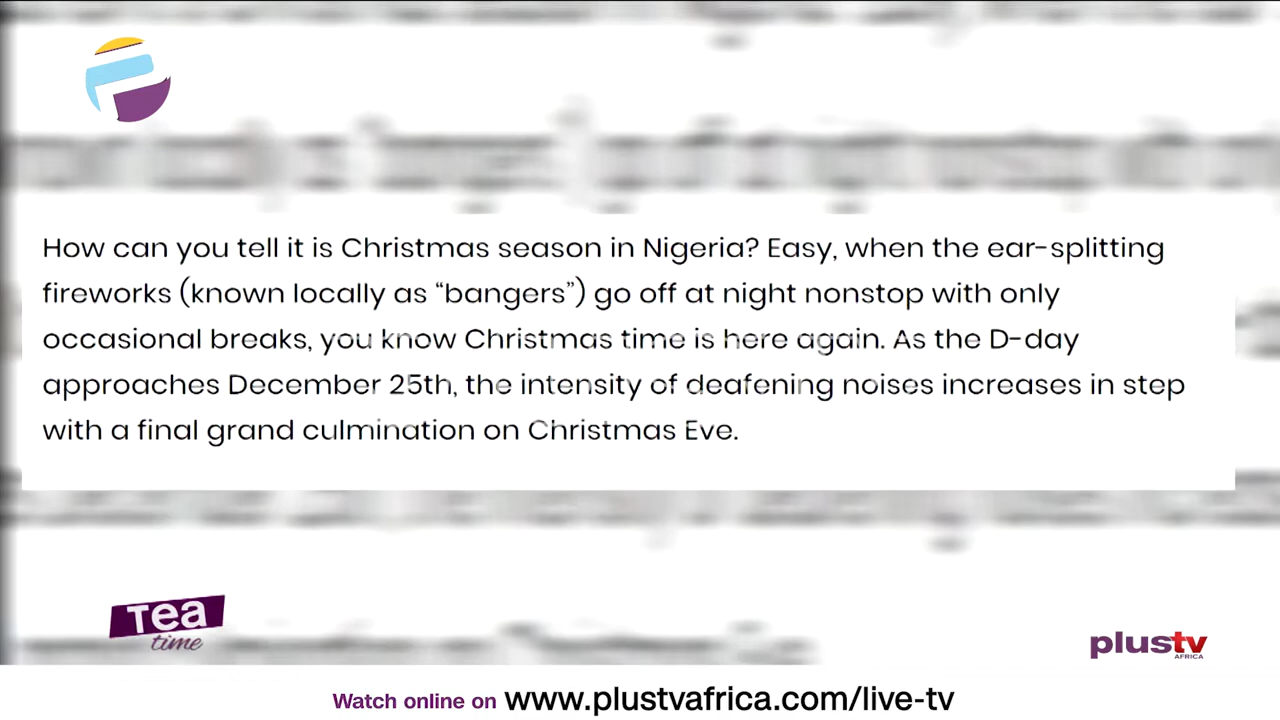 How can you tell it is Christmas season in Nigeria? Easy, when the ear-splitting
fireworks (known locally as “bangers”) go off at night nonstop with only
occasional breaks, you know Christmas time is here again. As the D-day
approaches December 25th, the intensity of deafening noises increases in step
with a final grand culmination on Christmas Eve.
Tea
time
plustv
AFRICA
Watch online on www.plustvafrica.com/live-tv